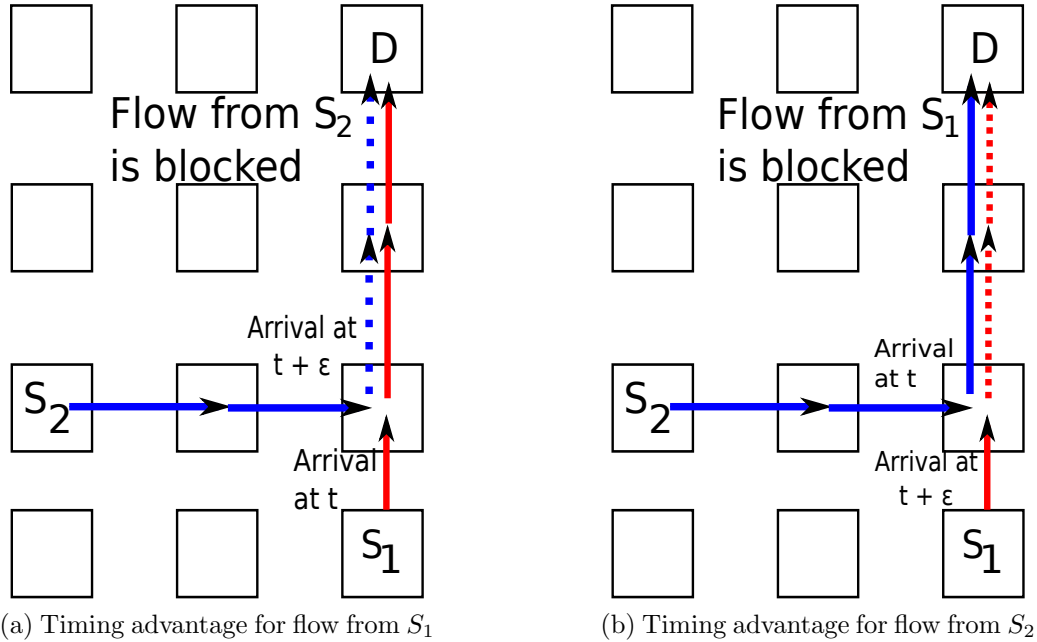 D
Flow from S2
is blocked
Arrival at
t + ε
S2
Arrival
at t
S1
(a) Timing advantage for flow from S1
D
Flow from S1
is blocked
Arrival
at t
S2
Arrival at
t + ε
S1
(b) Timing advantage for flow from S2